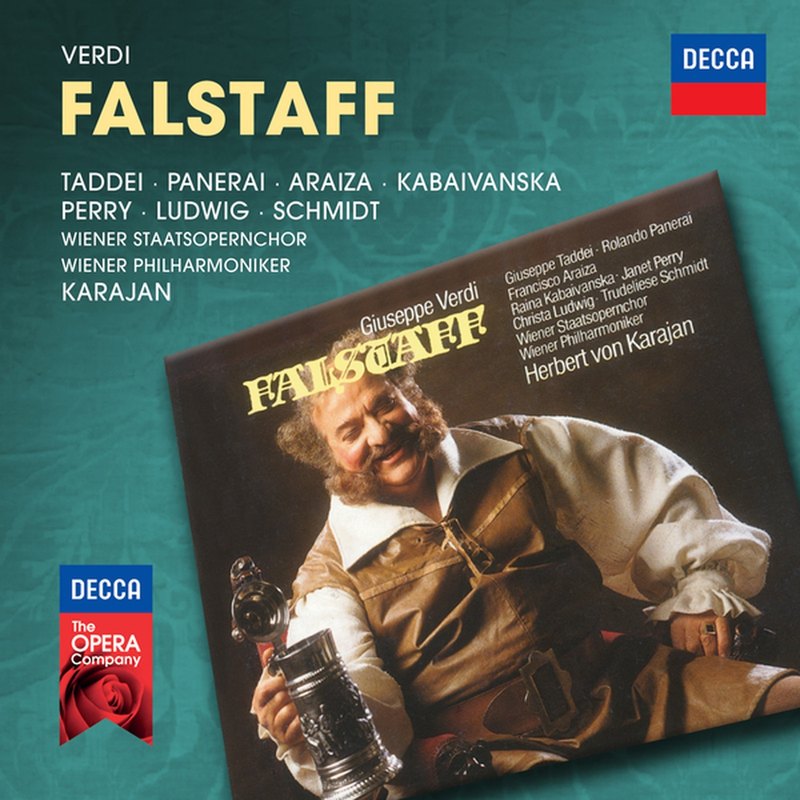 VERDI
FALSTAFF
DECCA
TADDEI · PANERAI · ARAIZA · KABAIVANSKA
PERRY · LUDWIG · SCHMIDT
WIENER STAATSOPERNCHOR
WIENER PHILHARMONIKER
KARAJAN
Giuseppe Verdi
FALSTAFF
Giuseppe Taddei · Rolando Panerai
Francisco Araiza
Raina Kabaivanska · Janet Perry
Christa Ludwig · Trudeliese Schmidt
Wiener Staatsopernchor
Wiener Philharmoniker
Herbert von Karajan
DECCA
The
OPERA
Company